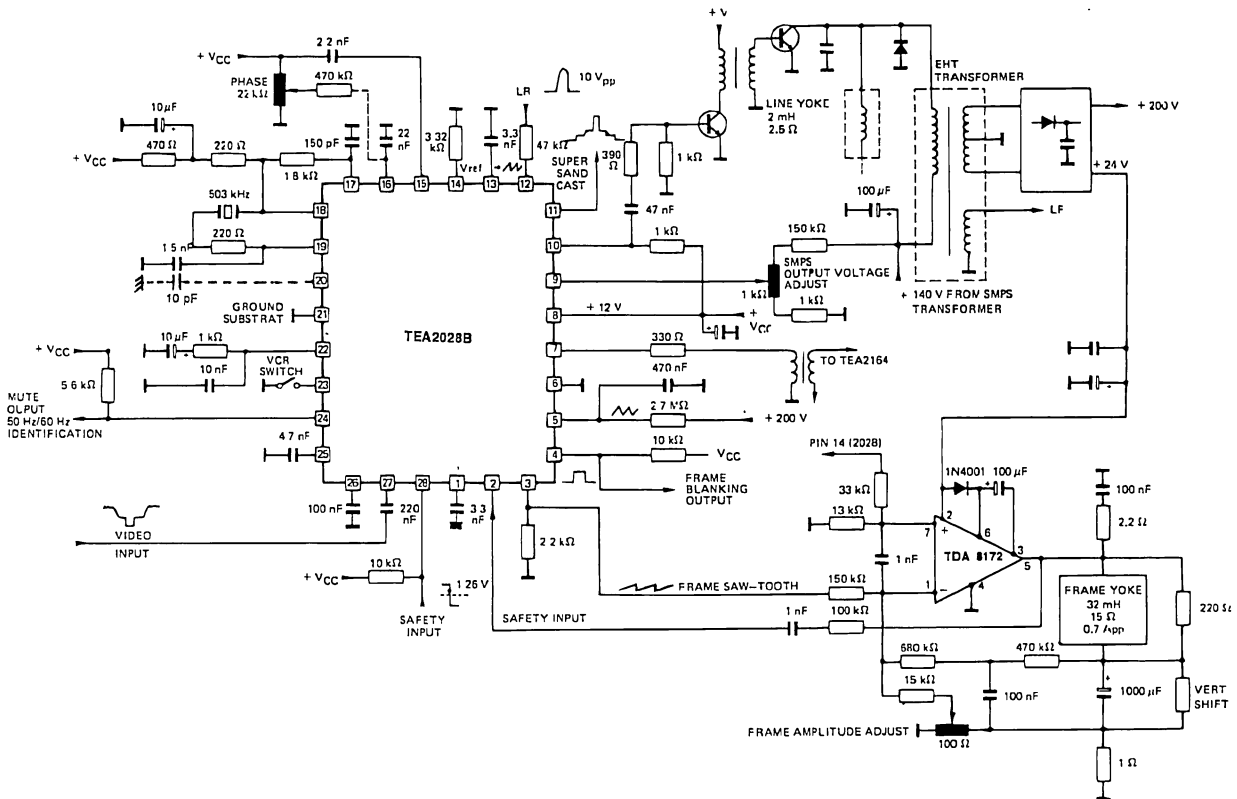 + V
+ VCC
2.2 nF
PHASE
22 kΩ
470 kΩ
10 Vpp
LR
EHT
TRANSFORMER
+ 200 V
+ 24 V
LINE YOKE
2 mH
2.5 Ω
10 µF
+ VCC
470 Ω
220 Ω
150 pF
22 nF
1.8 kΩ
3.32 kΩ
Vref
3.3 nF
47 kΩ
SUPER
SAND
CAST
390 Ω
1 kΩ
100 µF
LF
17
16
15
14
13
12
503 kHz
18
11
47 nF
220 Ω
19
10
1 kΩ
150 kΩ
1.5 nF
SMPS
OUTPUT VOLTAGE
ADJUST
20
9
1 kΩ
10 pF
1 kΩ
+ 140 V FROM SMPS
TRANSFORMER
GROUND
SUBSTRAT
21
TEA2028B
8
+ 12 V
+ VCC
10 µF
1 kΩ
22
7
330 Ω
TO TEA2164
+ VCC
10 nF
470 nF
VCR
SWITCH
23
6
5.6 kΩ
MUTE
OLPUT
50 Hz/60 Hz
IDENTIFICATION
24
5
2.7 MΩ
+ 200 V
4.7 nF
25
4
10 kΩ
VCC
FRAME
BLANKING
OUTPUT
26
27
28
1
2
3
100 nF
220 nF
3.3 nF
2.2 kΩ
VIDEO
INPUT
+ VCC
10 kΩ
1.26 V
SAFETY
INPUT
SAFETY INPUT
FRAME SAW-TOOTH
PIN 14 (2028)
33 kΩ
13 kΩ
1 nF
150 kΩ
1N4001
100 µF
2
6
3
7
+
TDA 8172
5
1
−
4
100 nF
2.2 Ω
1 nF
100 kΩ
FRAME YOKE
32 mH
15 Ω
0.7 App
220 Ω
680 kΩ
470 kΩ
15 kΩ
100 nF
1000 µF
VERT
SHIFT
FRAME AMPLITUDE ADJUST
100 Ω
1 Ω